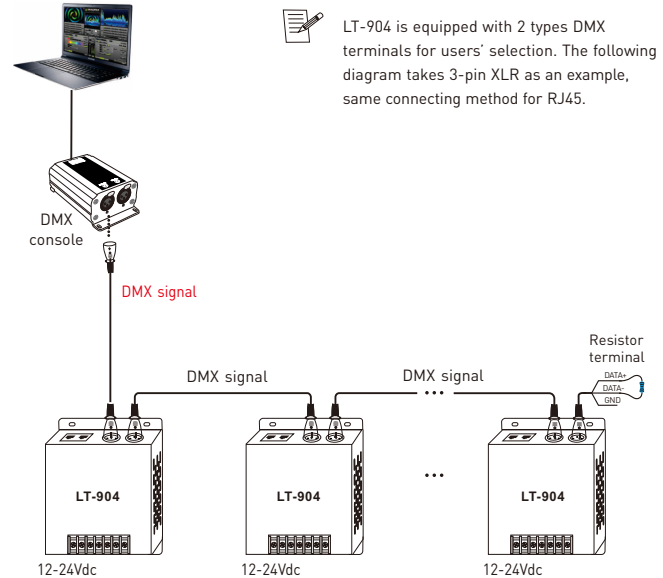 LT-904 is equipped with 2 types DMX
terminals for users’ selection. The following
diagram takes 3-pin XLR as an example,
same connecting method for RJ45.
DMX
console
DMX signal
Resistor
terminal
DMX signal
DMX signal
DATA+
DATA-
GND
LT-904
LT-904
LT-904
12-24Vdc
12-24Vdc
12-24Vdc